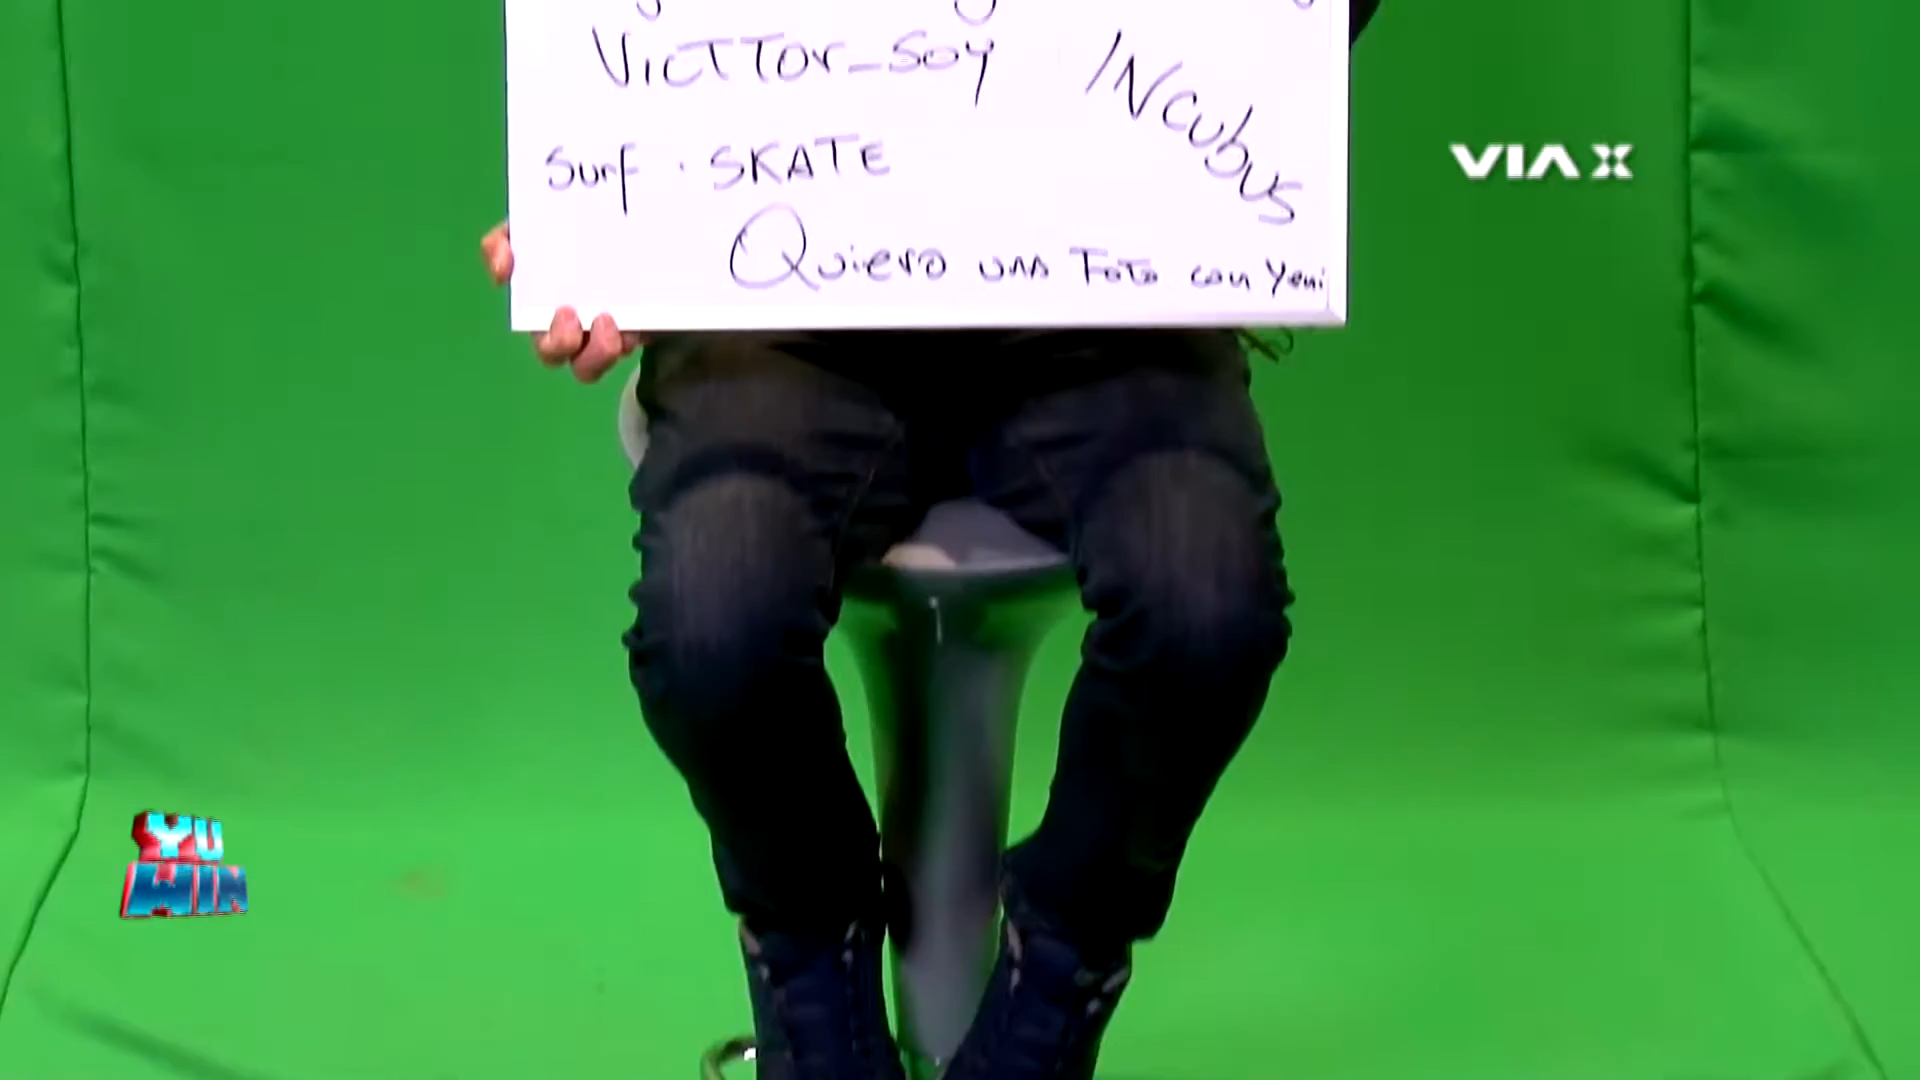 VicTTor_Soy
INcubus
Surf · SKATE
Quiero una Foto con Yeni
VIA X
YU
WIN